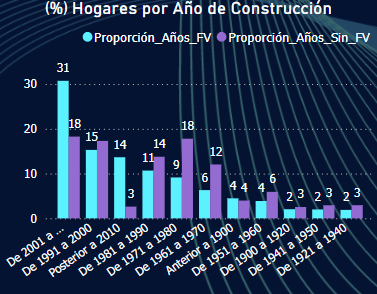 (%) Hogares por Año de Construcción
Proporción_Años_FV Proporción_Años_Sin_FV
30
20
10
0
31 18 15 14 3 11 14 9 18 6 12 4 4 4 6 2 3 2 3 2 3
De 2001 a ...
De 1991 a 2000
Posterior a 2010
De 1981 a 1990
De 1971 a 1980
De 1961 a 1970
Anterior a 1900
De 1951 a 1960
De 1900 a 1920
De 1941 a 1950
De 1921 a 1940